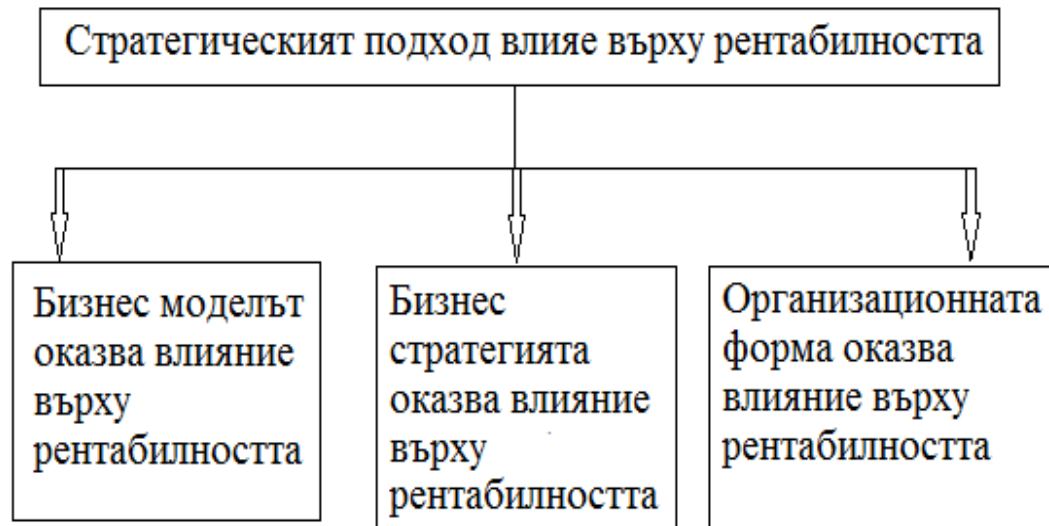 Стратегическият подход влияе върху рентабилността
Бизнес моделът
оказва влияние
върху
рентабилността
Бизнес
стратегията
оказва влияние
върху
рентабилността
Организационната
форма оказва
влияние върху
рентабилността